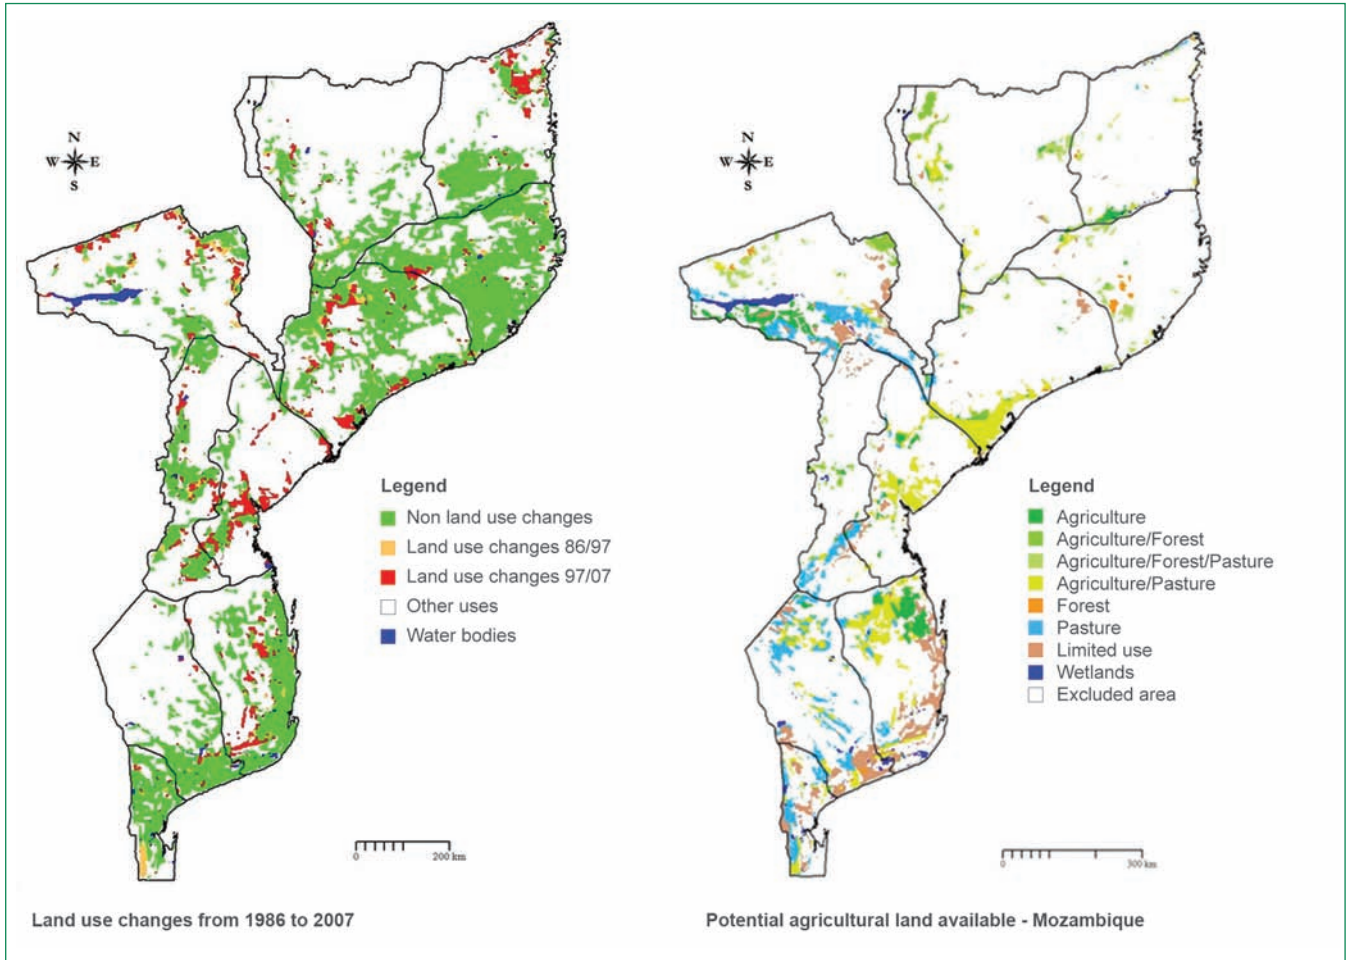 N
W E
S
Legend
Non land use changes
Land use changes 86/97
Land use changes 97/07
Other uses
Water bodies
0 200 km
Land use changes from 1986 to 2007
N
W E
S
Legend
Agriculture
Agriculture/Forest
Agriculture/Forest/Pasture
Agriculture/Pasture
Forest
Pasture
Limited use
Wetlands
Excluded area
0 300 km
Potential agricultural land available - Mozambique